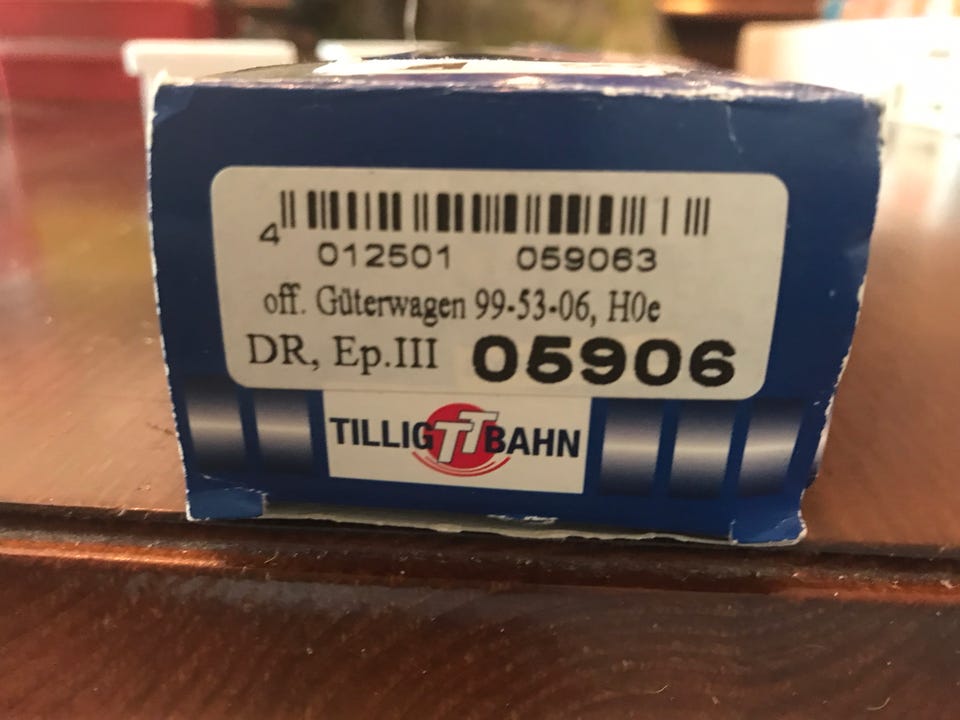 4 012501 059063
off. Güterwagen 99-53-06, H0e
DR, Ep.III 05906
TILLIG TT BAHN